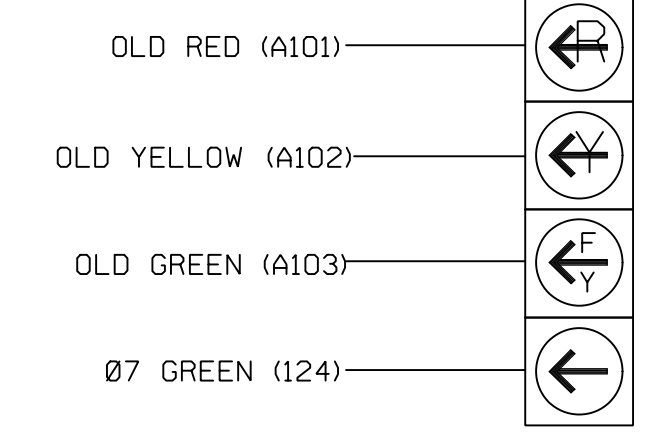 OLD RED (A101)
R
OLD YELLOW (A102)
Y
OLD GREEN (A103)
F
Y
Ø7 GREEN (124)